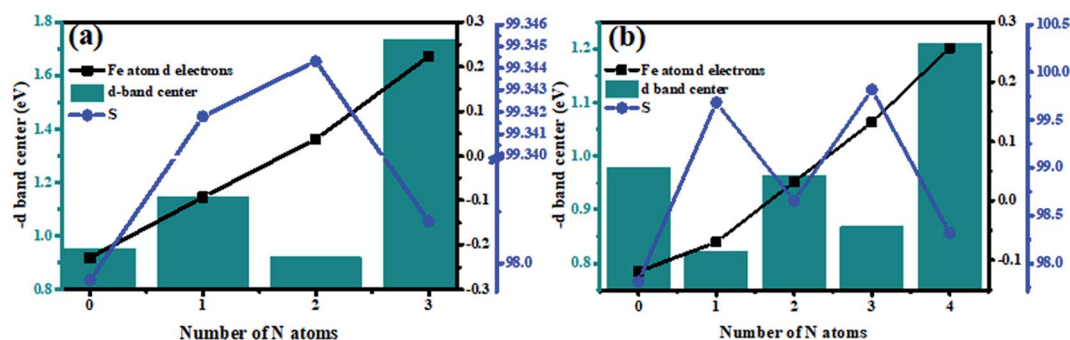 (a)
Fe atom d electrons
d-band center
S
-d band center (eV)
1.8
1.6
1.4
1.2
1.0
0.8
0.3
0.2
0.1
0.0
-0.1
-0.2
-0.3
99.346
99.345
99.344
99.342
99.341
99.340
98.0
0 1 2 3
Number of N atoms
(b)
Fe atom d electrons
d band center
S
-d band center (eV)
1.2
1.1
1.0
0.9
0.8
0.3
0.2
0.1
0.0
-0.1
100.5
100.0
99.5
99.0
98.5
98.0
0 1 2 3 4
Number of N atoms